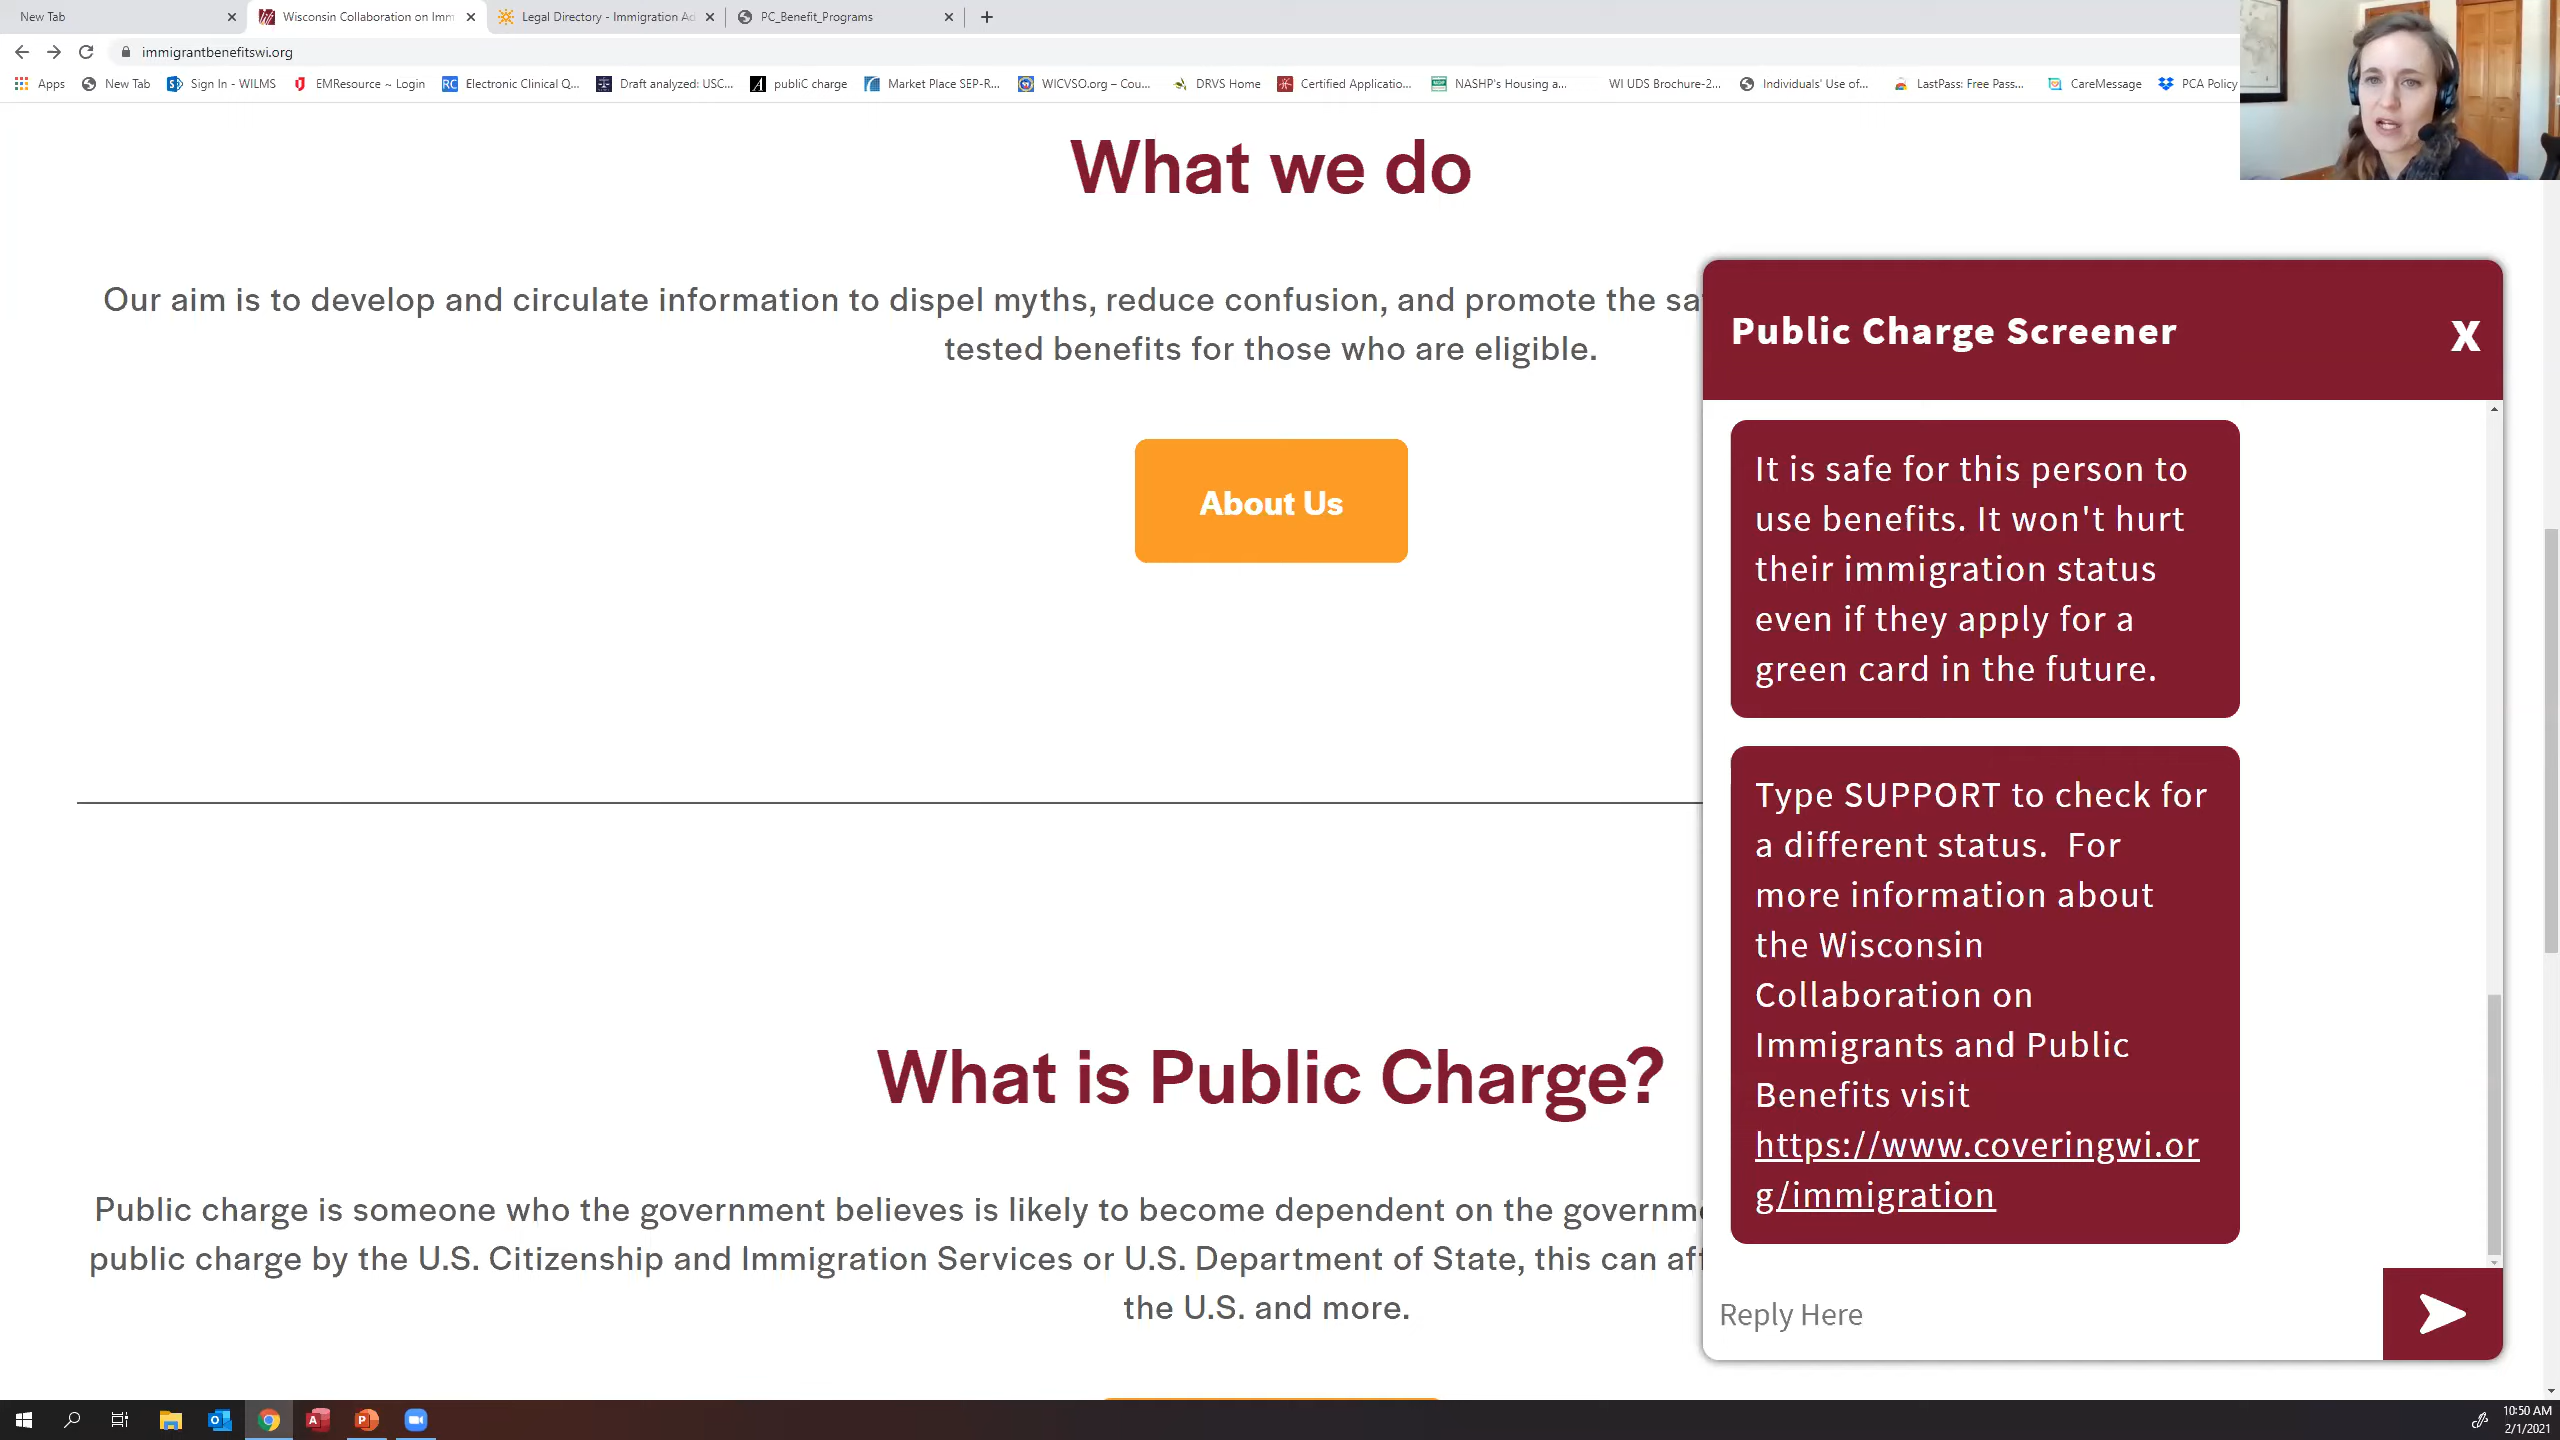 New Tab
Wisconsin Collaboration on Imm
Legal Directory - Immigration Ad
PC_Benefit_Programs
immigrantbenefitswi.org
Apps
New Tab
Sign In - WILMS
EMResource ~ Login
RC
Electronic Clinical Q...
Draft analyzed: USC...
publiC charge
Market Place SEP-R...
WICVSO.org – Cou...
DRVS Home
Certified Applicatio...
NASHP's Housing a...
WI UDS Brochure-2...
Individuals' Use of...
LastPass: Free Pass...
CareMessage
PCA Policy
What we do
Our aim is to develop and circulate information to dispel myths, reduce confusion, and promote the sa
tested benefits for those who are eligible.
About Us
What is Public Charge?
Public charge is someone who the government believes is likely to become dependent on the governm
public charge by the U.S. Citizenship and Immigration Services or U.S. Department of State, this can af
the U.S. and more.
Public Charge Screener
X
It is safe for this person to
use benefits. It won't hurt
their immigration status
even if they apply for a
green card in the future.
Type SUPPORT to check for
a different status.  For
more information about
the Wisconsin
Collaboration on
Immigrants and Public
Benefits visit
https://www.coveringwi.or
g/immigration
Reply Here
10:50 AM
2/1/2021